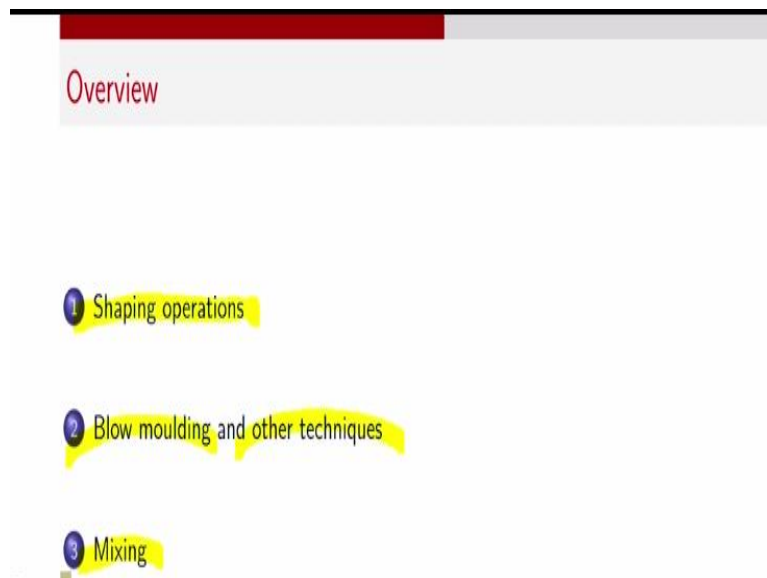 Overview
1 Shaping operations
2 Blow moulding and other techniques
3 Mixing